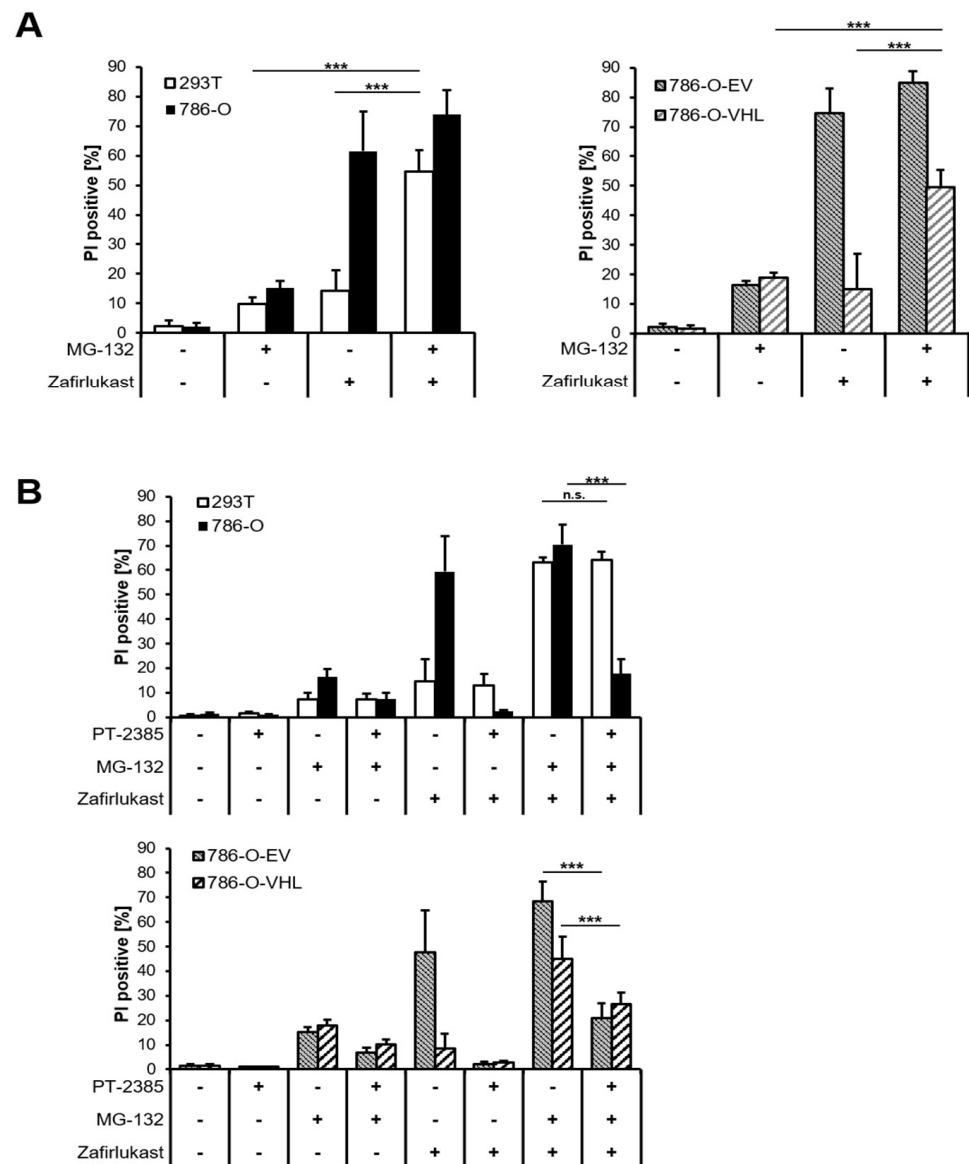 A
***
***
90
80
70
60
50
40
30
20
10
0
PI positive [%]
293T
786-O
MG-132 - + - +
Zafirlukast - - + +
***
***
90
80
70
60
50
40
30
20
10
0
PI positive [%]
786-O-EV
786-O-VHL
MG-132 - + - +
Zafirlukast - - + +
B
***
n.s.
90
80
70
60
50
40
30
20
10
0
PI positive [%]
293T
786-O
PT-2385 - + - + - + - +
MG-132 - - + + - - + +
Zafirlukast - - - - + + + +
***
***
90
80
70
60
50
40
30
20
10
0
PI positive [%]
786-O-EV
786-O-VHL
PT-2385 - + - + - + - +
MG-132 - - + + - - + +
Zafirlukast - - - - + + + +